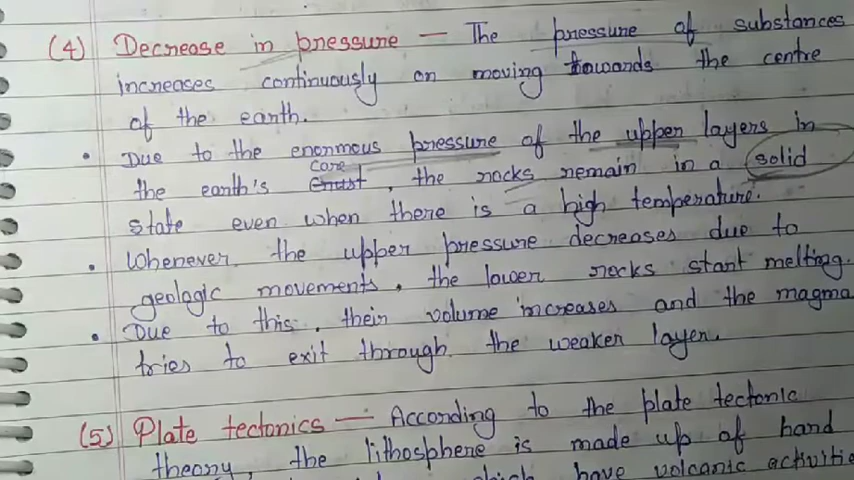 (4) Decrease in pressure — The pressure of substances
increases continuously on moving towards the centre
of the earth.
• Due to the enormous pressure of the upper layers in
the earth's core, the rocks remain in a solid
state even when there is a high temperature.
• Whenever the upper pressure decreases due to
geologic movements, the lower rocks start melting.
• Due to this, their volume increases and the magma
tries to exit through the weaker layer.
(5) Plate tectonics — According to the plate tectonic
theory, the lithosphere is made up of hard
which have volcanic activitie